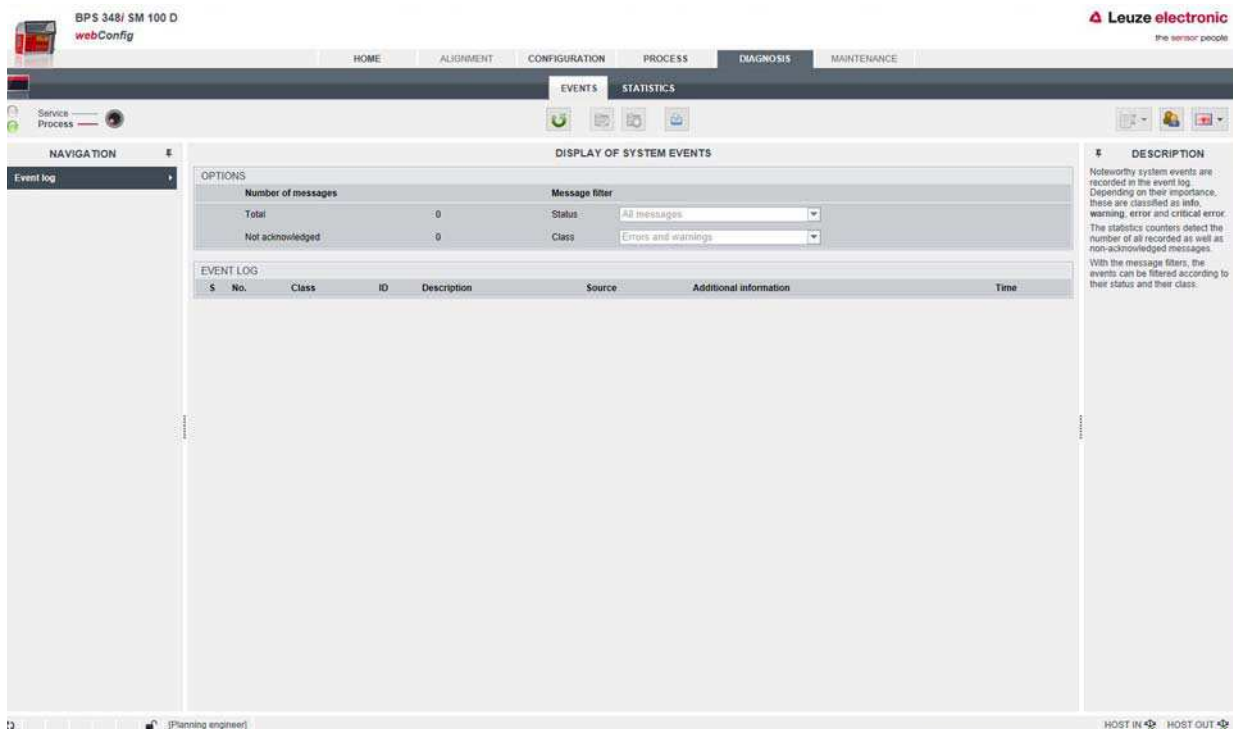 BPS 348i SM 100 D
webConfig
Leuze electronic
the sensor people
HOME ALIGNMENT CONFIGURATION PROCESS DIAGNOSIS MAINTENANCE
EVENTS STATISTICS
Service
Process
NAVIGATION
Event log
DISPLAY OF SYSTEM EVENTS
OPTIONS
Number of messages Message filter
Total 0 Status All messages
Not acknowledged 0 Class Errors and warnings
EVENT LOG
S No. Class ID Description Source Additional information Time
DESCRIPTION
Noteworthy system events are
recorded in the event log.
Depending on their importance,
these are classified as info,
warning, error and critical error.
The statistics counters detect the
number of all recorded as well as
non-acknowledged messages.
With the message filters, the
events can be filtered according to
their status and their class.
[Planning engineer]
HOST IN HOST OUT